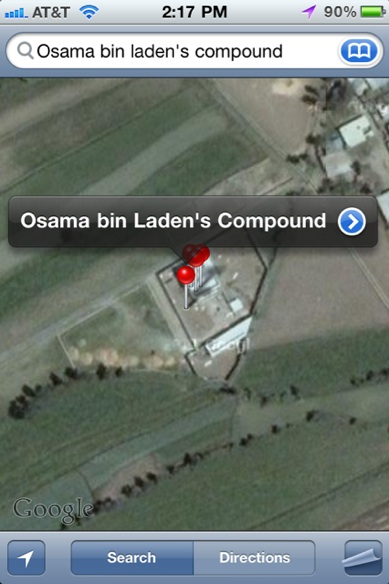 AT&T 2:17 PM 90%
Osama bin laden's compound
Osama bin Laden's Compound
Google
Search Directions